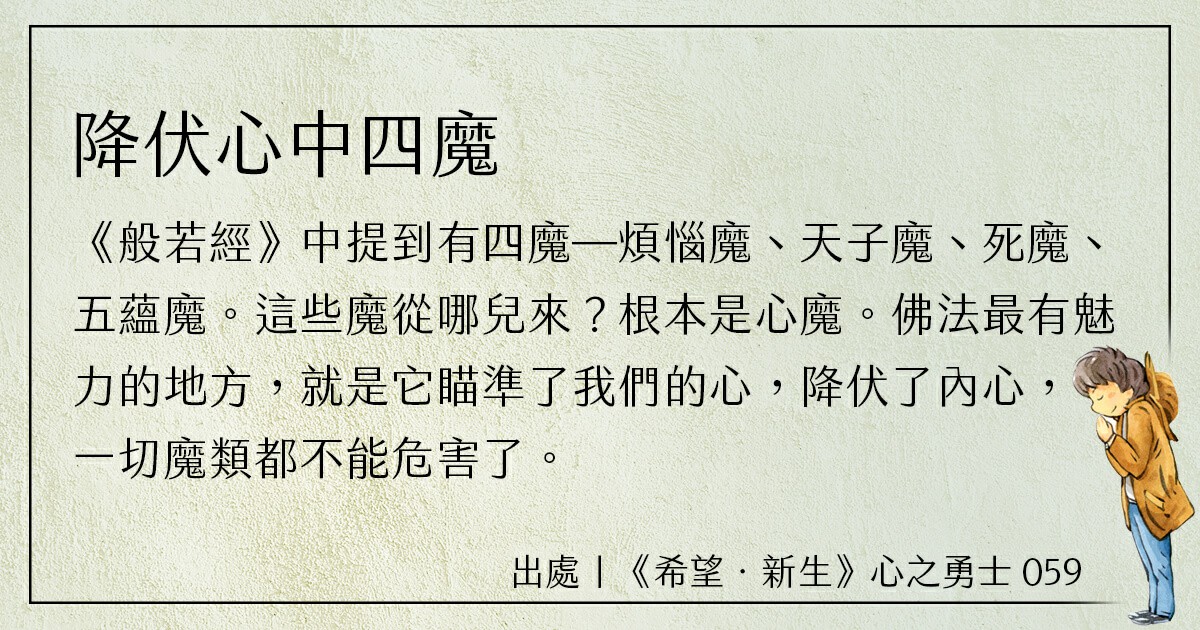 降伏心中四魔
《般若經》中提到有四魔—煩惱魔、天子魔、死魔、
五蘊魔。這些魔從哪兒來？根本是心魔。佛法最有魅
力的地方，就是它瞄準了我們的心，降伏了內心，
一切魔類都不能危害了。
出處｜《希望．新生》心之勇士 059